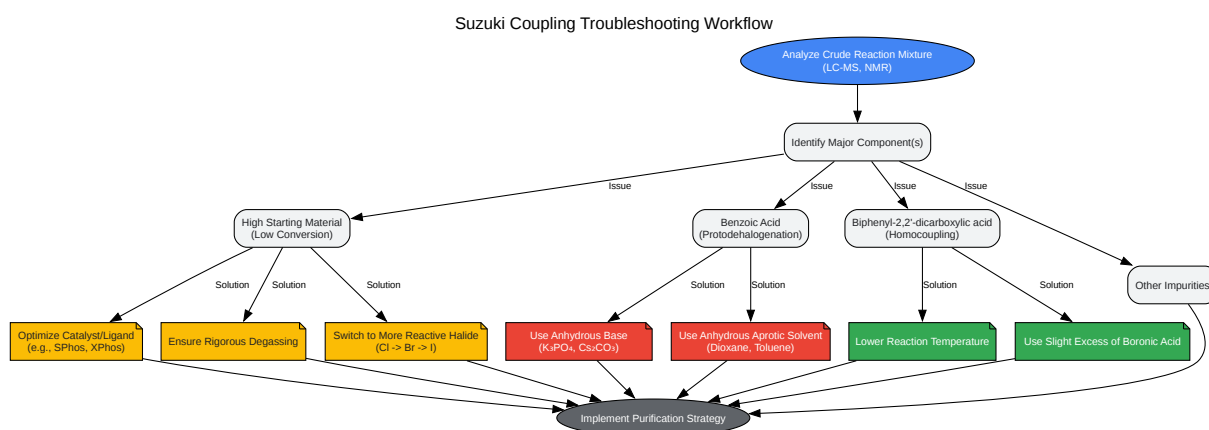 Suzuki Coupling Troubleshooting Workflow
Analyze Crude Reaction Mixture
(LC-MS, NMR)
Identify Major Component(s)
Issue
Issue
Issue
Issue
High Starting Material
(Low Conversion)
Benzoic Acid
(Protodehalogenation)
Biphenyl-2,2'-dicarboxylic acid
(Homocoupling)
Other Impurities
Solution
Solution
Solution
Solution
Solution
Solution
Solution
Optimize Catalyst/Ligand
(e.g., SPhos, XPhos)
Ensure Rigorous Degassing
Switch to More Reactive Halide
(Cl -> Br -> I)
Use Anhydrous Base
(K₃PO₄, Cs₂CO₃)
Use Anhydrous Aprotic Solvent
(Dioxane, Toluene)
Lower Reaction Temperature
Use Slight Excess of Boronic Acid
Implement Purification Strategy